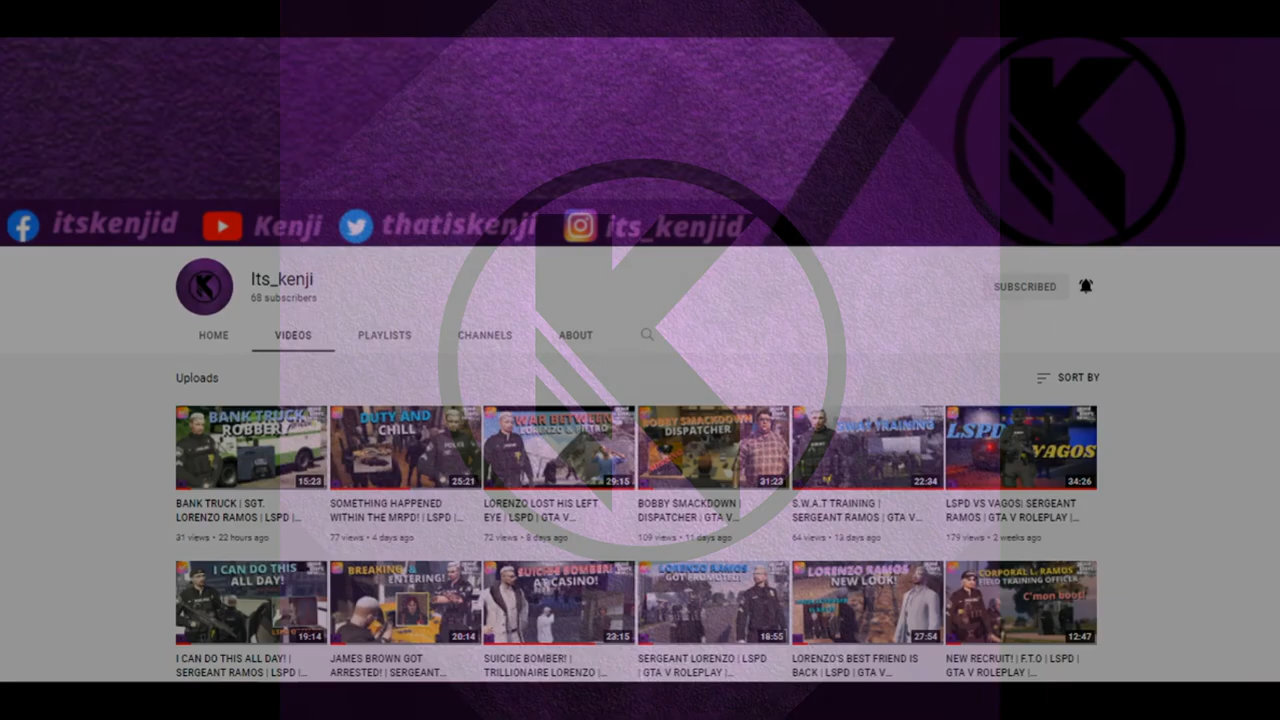 itskenjid Kenji thatiskenji its_kenjid
Its_kenji
68 subscribers
SUBSCRIBED
HOME VIDEOS PLAYLISTS CHANNELS ABOUT
Uploads
SORT BY
BANK TRUCK
ROBBERY
15:23
DUTY AND
CHILL
25:21
WAR BETWEEN
LORENZO & PIETRO
29:15
BOBBY SMACKDOWN
DISPATCHER
31:23
SWAT TRAINING
22:34
LSPD
VAGOS
34:26
BANK TRUCK | SGT.
LORENZO RAMOS | LSPD |...
31 views • 22 hours ago
SOMETHING HAPPENED
WITHIN THE MRPD! | LSPD |...
77 views • 4 days ago
LORENZO LOST HIS LEFT
EYE | LSPD | GTA V...
72 views • 8 days ago
BOBBY SMACKDOWN |
DISPATCHER | GTA V...
109 views • 11 days ago
S.W.A.T TRAINING |
SERGEANT RAMOS | GTA V...
64 views • 13 days ago
LSPD VS VAGOS| SERGEANT
RAMOS | GTA V ROLEPLAY |...
179 views • 2 weeks ago
I CAN DO THIS
ALL DAY!
19:14
BREAKING &
ENTERING!
20:14
SUICIDE BOMBER
AT CASINO!
23:15
LORENZO RAMOS
GOT PROMOTED!
18:55
LORENZO RAMOS
NEW LOOK!
27:54
CORPORAL L. RAMOS
FIELD TRAINING OFFICER
C'mon boot!
12:47
I CAN DO THIS ALL DAY! |
SERGEANT RAMOS | LSPD |...
JAMES BROWN GOT
ARRESTED! | SERGEANT...
SUICIDE BOMBER! |
TRILLIONAIRE LORENZO |...
SERGEANT LORENZO | LSPD
| GTA V ROLEPLAY |...
LORENZO'S BEST FRIEND IS
BACK | LSPD | GTA V...
NEW RECRUIT! | F.T.O | LSPD |
GTA V ROLEPLAY |...